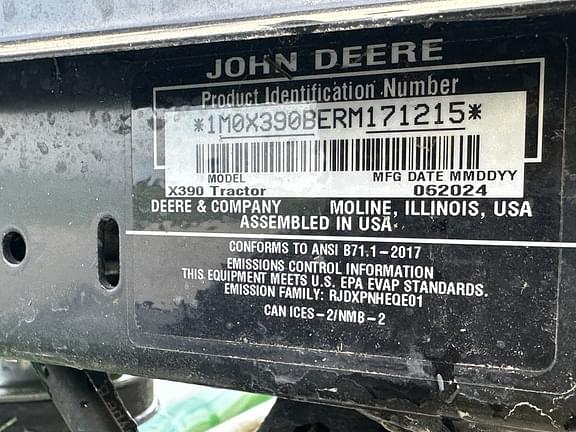 JOHN DEERE
Product Identification Number
*1M0X390BERM171215*
MODEL MFG DATE MMDDYY
X390 Tractor 062024
DEERE & COMPANY MOLINE, ILLINOIS, USA
ASSEMBLED IN USA
CONFORMS TO ANSI B71.1-2017
EMISSIONS CONTROL INFORMATION
THIS EQUIPMENT MEETS U.S. EPA EVAP STANDARDS.
EMISSION FAMILY: RJDXPNHEQE01
CAN ICES-2/NMB-2